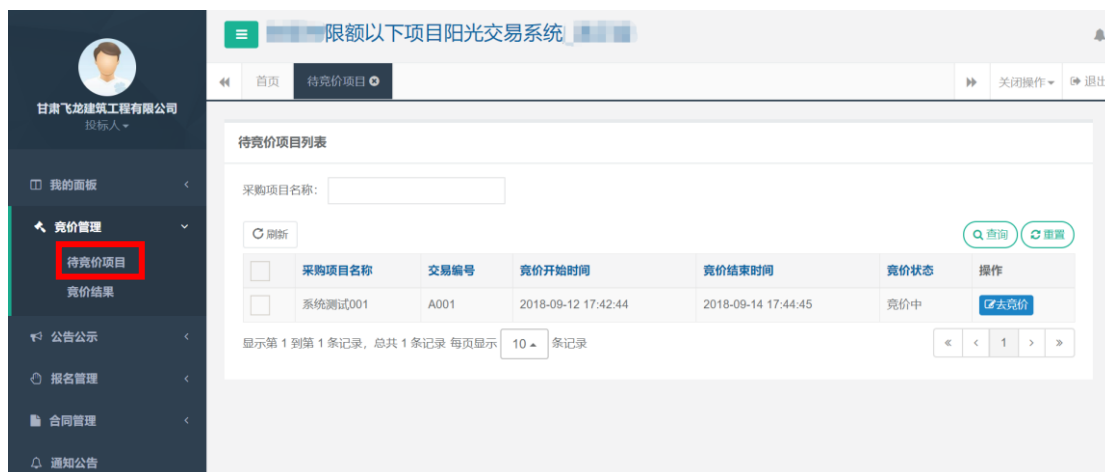 限额以下项目阳光交易系统
甘肃飞龙建筑工程有限公司
投标人
首页 待竞价项目 关闭操作 退出
我的面板
竞价管理
待竞价项目
竞价结果
公告公示
报名管理
合同管理
通知公告
待竞价项目列表
采购项目名称：
刷新 查询 重置
采购项目名称 交易编号 竞价开始时间 竞价结束时间 竞价状态 操作
系统测试001 A001 2018-09-12 17:42:44 2018-09-14 17:44:45 竞价中 去竞价
显示第 1 到第 1 条记录，总共 1 条记录 每页显示 10 条记录 « ‹ 1 › »